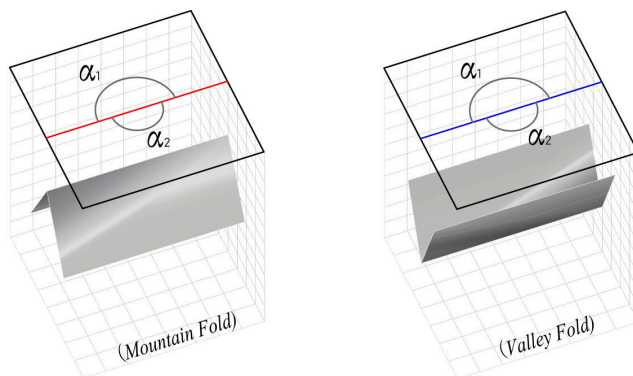 α₁
α₂
(Mountain Fold)
α₁
α₂
(Valley Fold)